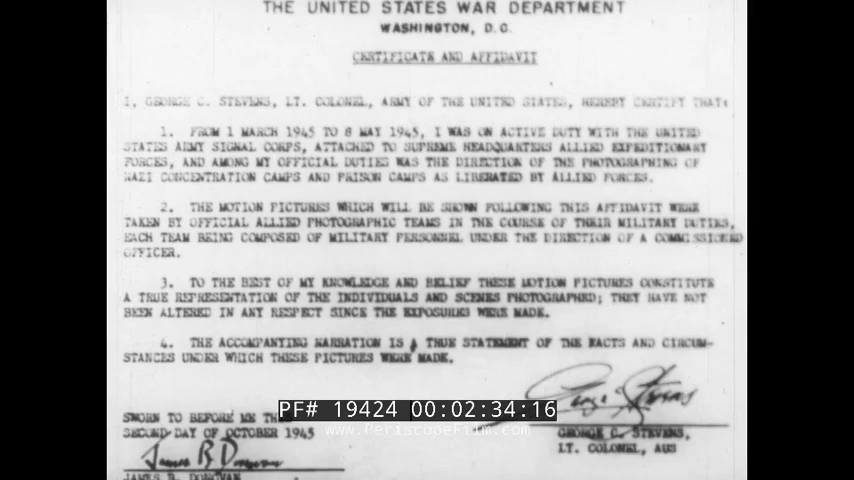 THE UNITED STATES WAR DEPARTMENT
WASHINGTON, D.C.
CERTIFICATE AND AFFIDAVIT
I, GEORGE C. STEVENS, LT. COLONEL, ARMY OF THE UNITED STATES, HEREBY CERTIFY THAT:
1. FROM 1 MARCH 1945 TO 8 MAY 1945, I WAS ON ACTIVE DUTY WITH THE UNITED
STATES ARMY SIGNAL CORPS, ATTACHED TO SUPREME HEADQUARTERS ALLIED EXPEDITIONARY
FORCES, AND AMONG MY OFFICIAL DUTIES WAS THE DIRECTION OF THE PHOTOGRAPHING OF
NAZI CONCENTRATION CAMPS AND PRISON CAMPS AS LIBERATED BY ALLIED FORCES.
2. THE MOTION PICTURES WHICH WILL BE SHOWN FOLLOWING THIS AFFIDAVIT WERE
TAKEN BY OFFICIAL ALLIED PHOTOGRAPHIC TEAMS IN THE COURSE OF THEIR MILITARY DUTIES,
EACH TEAM BEING COMPOSED OF MILITARY PERSONNEL UNDER THE DIRECTION OF A COMMISSIONED
OFFICER.
3. TO THE BEST OF MY KNOWLEDGE AND BELIEF THESE MOTION PICTURES CONSTITUTE
A TRUE REPRESENTATION OF THE INDIVIDUALS AND SCENES PHOTOGRAPHED; THEY HAVE NOT
BEEN ALTERED IN ANY RESPECT SINCE THE EXPOSURES WERE MADE.
4. THE ACCOMPANYING NARRATION IS A TRUE STATEMENT OF THE FACTS AND CIRCUM-
STANCES UNDER WHICH THESE PICTURES WERE MADE.
George C. Stevens
PF# 19424 00:02:34:16
SWORN TO BEFORE ME THIS
www.PeriscopeFilm.com
SECOND DAY OF OCTOBER 1945
GEORGE C. STEVENS,
LT. COLONEL, AUS
James B. Donovan
JAMES B. DONOVAN